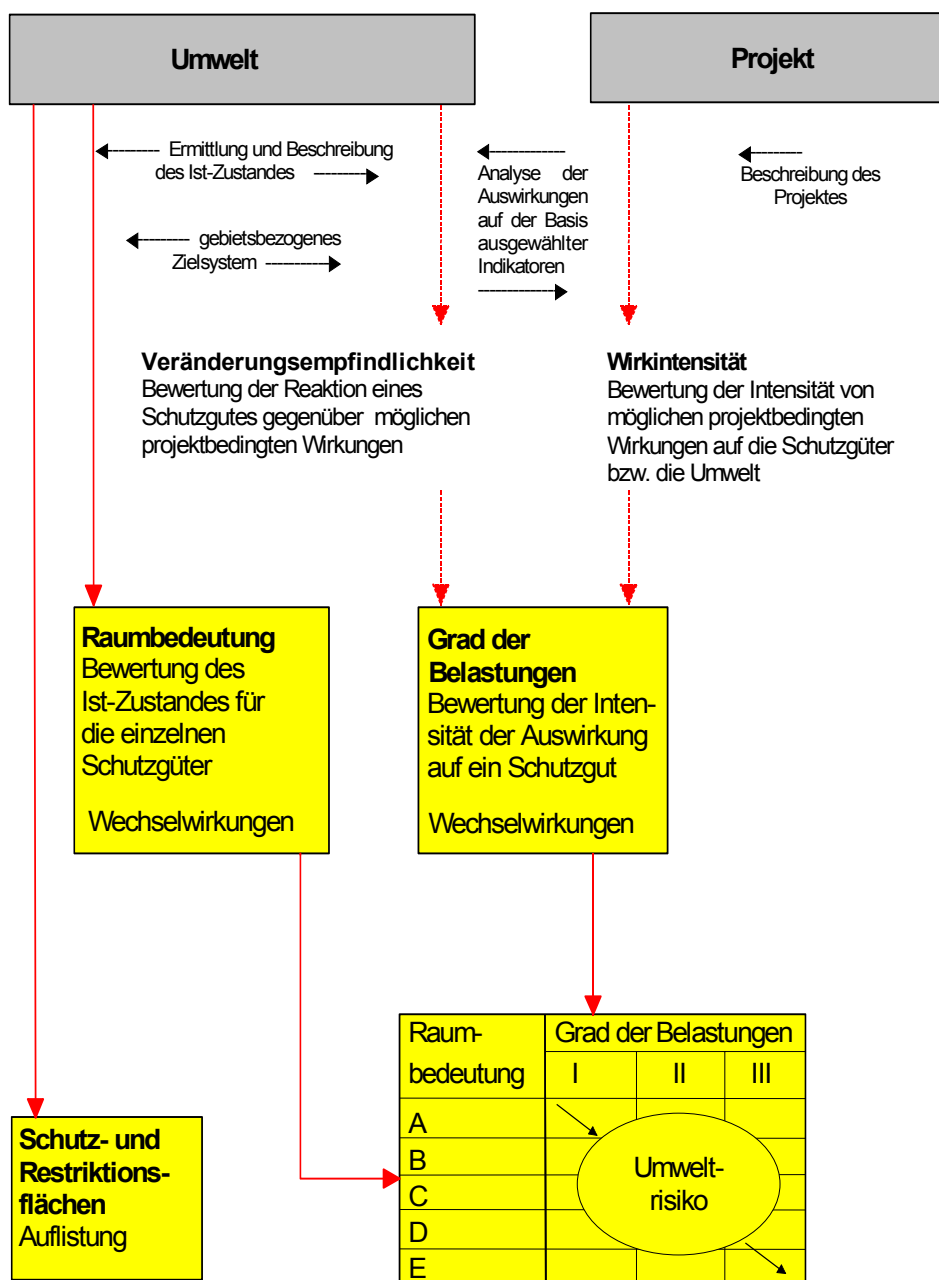 Umwelt
Projekt
Ermittlung und Beschreibung
des Ist-Zustandes
gebietsbezogenes
Zielsystem
Analyse der
Auswirkungen
auf der Basis
ausgewählter
Indikatoren
Beschreibung des
Projektes
Veränderungsempfindlichkeit
Bewertung der Reaktion eines
Schutzgutes gegenüber möglichen
projektbedingten Wirkungen
Wirkintensität
Bewertung der Intensität von
möglichen projektbedingten
Wirkungen auf die Schutzgüter
bzw. die Umwelt
Raumbedeutung
Bewertung des
Ist-Zustandes für
die einzelnen
Schutzgüter
Wechselwirkungen
Grad der
Belastungen
Bewertung der Inten-
sität der Auswirkung
auf ein Schutzgut
Wechselwirkungen
Schutz- und
Restriktions-
flächen
Auflistung
Raum-
bedeutung
Grad der Belastungen
I II III
A
B
C
D
E
Umwelt-
risiko